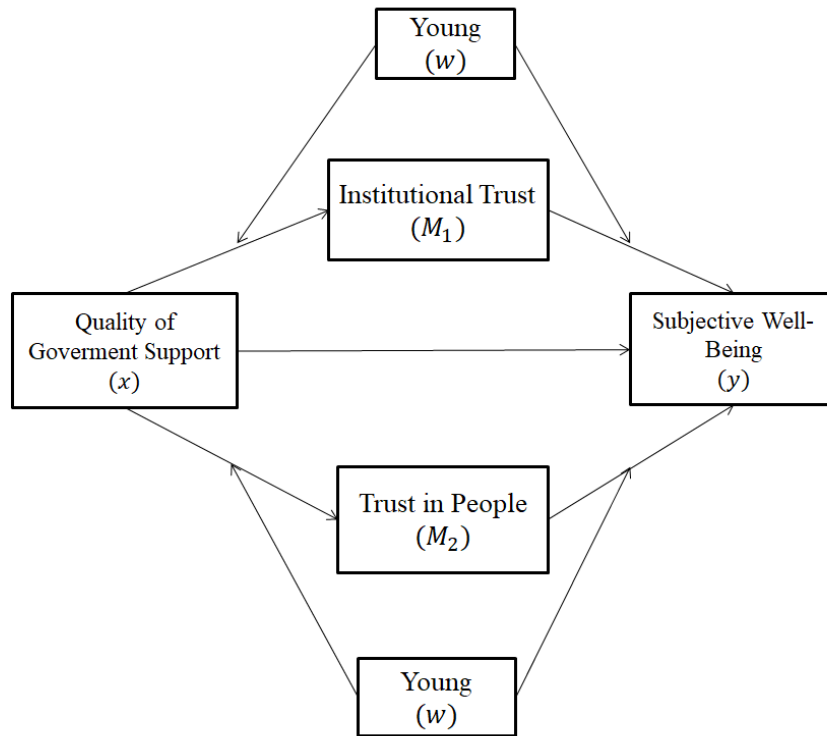 Young
(w)
Institutional Trust
(M₁)
Quality of
Goverment Support
(x)
Subjective Well-
Being
(y)
Trust in People
(M₂)
Young
(w)